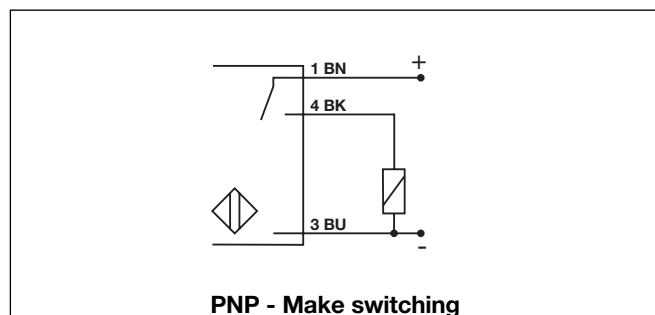 1 BN
+
4 BK
3 BU
-
PNP - Make switching